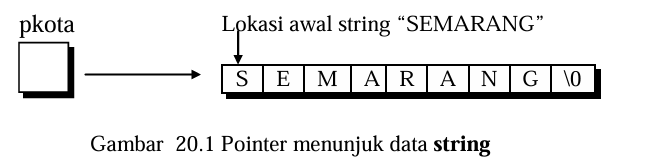 pkota
Lokasi awal string “SEMARANG”
S E M A R A N G \0
Gambar 20.1 Pointer menunjuk data string